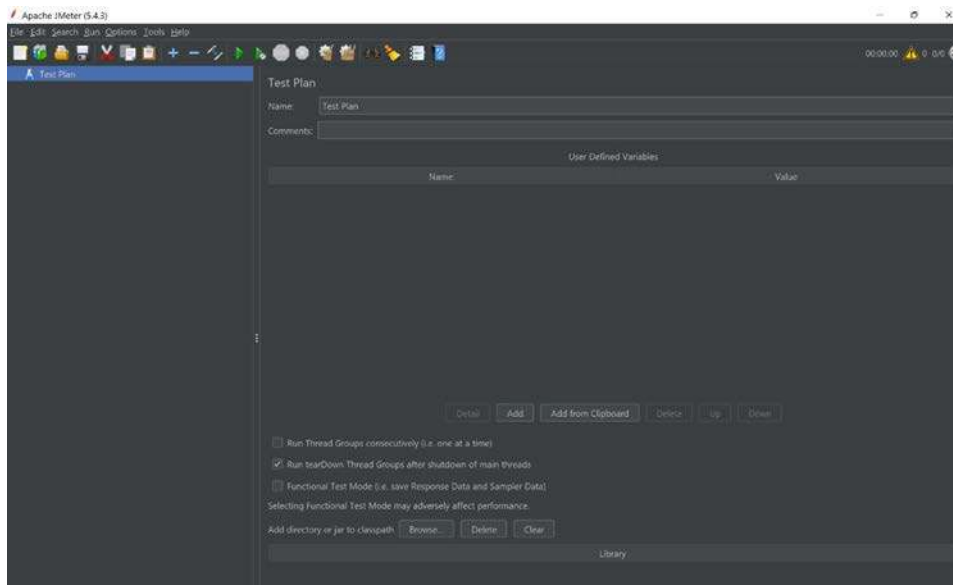 Apache JMeter (5.4.3)
File Edit Search Run Options Tools Help
00:00:00 0 0/0
Test Plan
Test Plan
Name: Test Plan
Comments:
User Defined Variables
Name: Value
Detail Add Add from Clipboard Delete Up Down
Run Thread Groups consecutively (i.e. one at a time)
Run tearDown Thread Groups after shutdown of main threads
Functional Test Mode (i.e. save Response Data and Sampler Data)
Selecting Functional Test Mode may adversely affect performance.
Add directory or jar to classpath Browse... Delete Clear
Library